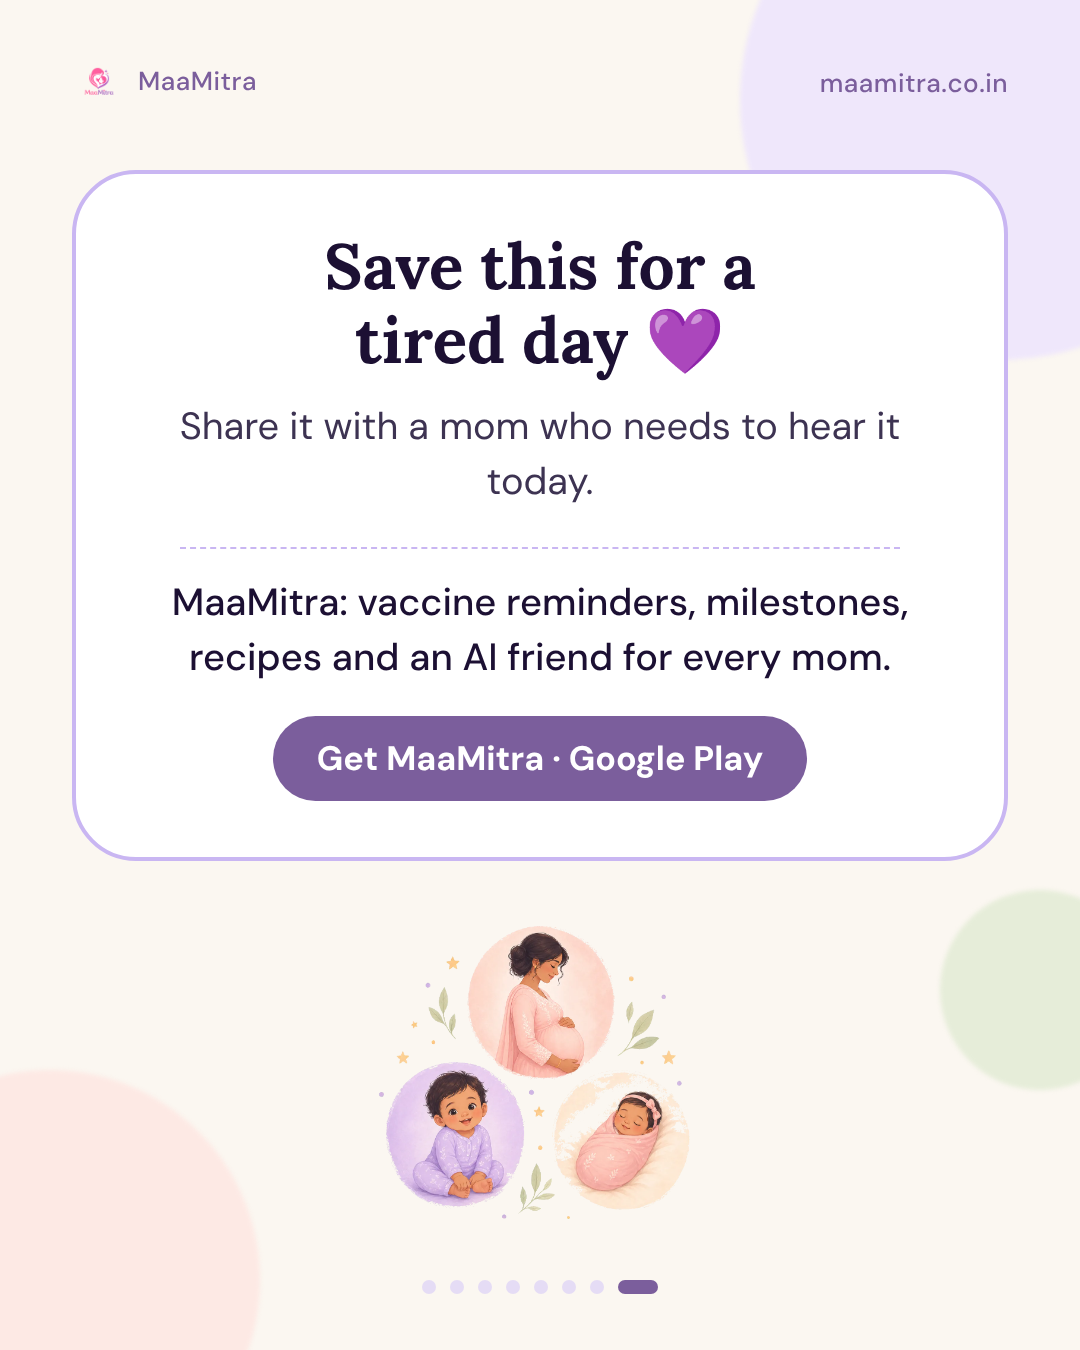 MaaMitra
MaaMitra
maamitra.co.in
Save this for a
tired day 💜
Share it with a mom who needs to hear it
today.
MaaMitra: vaccine reminders, milestones,
recipes and an AI friend for every mom.
Get MaaMitra · Google Play